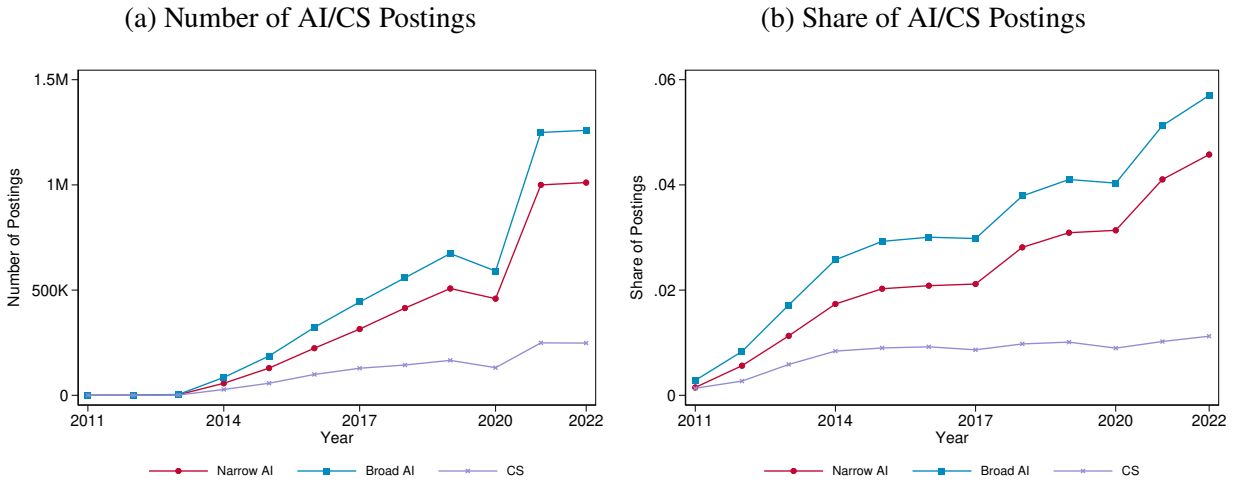 (a) Number of AI/CS Postings
1.5M
1M
500K
0
Number of Postings
2011
2014
2017
2020
2022
Year
Narrow AI
Broad AI
CS
(b) Share of AI/CS Postings
.06
.04
.02
0
Share of Postings
2011
2014
2017
2020
2022
Year
Narrow AI
Broad AI
CS